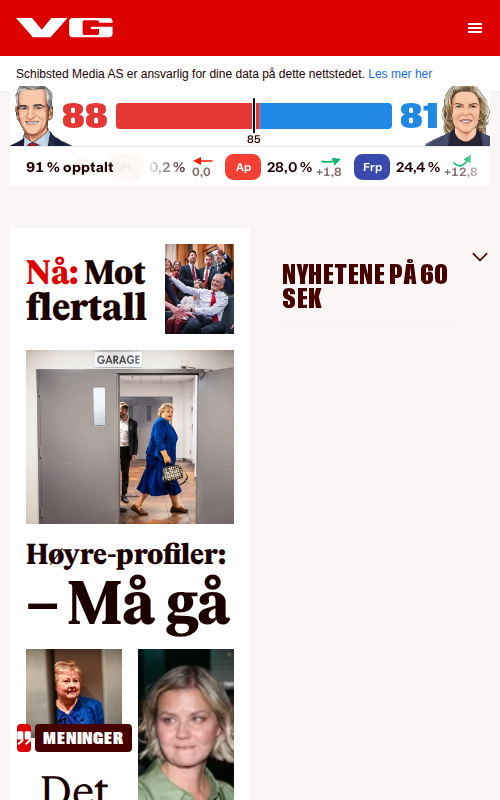 VG
Schibsted Media AS er ansvarlig for dine data på dette nettstedet. Les mer her
88
81
85
91 % opptalt
0,2 %
0,0
Ap
28,0 %
+1,8
Frp
24,4 %
+12,8
Nå: Mot
flertall
NYHETENE PÅ 60
SEK
GARAGE
Høyre-profiler:
– Må gå
MENINGER
Det